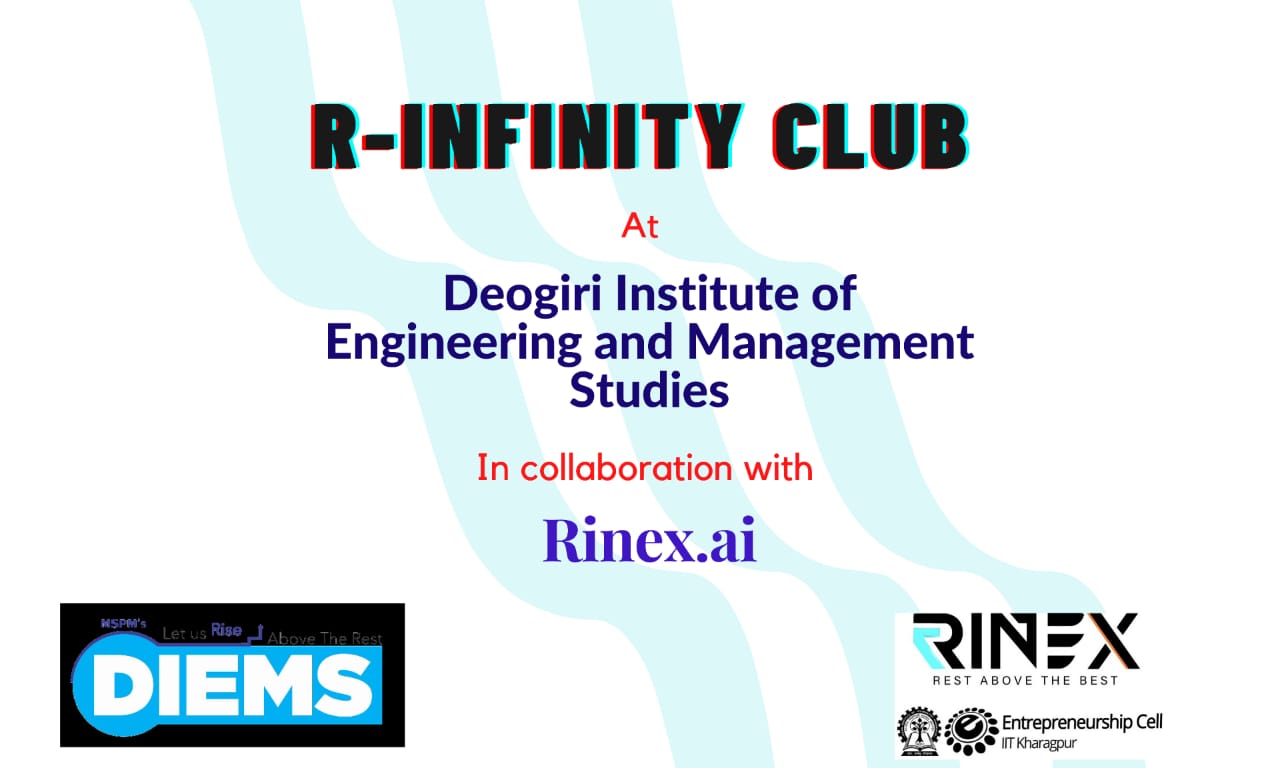 R-INFINITY CLUB
At
Deogiri Institute of
Engineering and Management
Studies
In collaboration with
Rinex.ai
MSPM's
Let us Rise Above The Rest
DIEMS
RINEX
REST ABOVE THE BEST
Entrepreneurship Cell
IIT Kharagpur